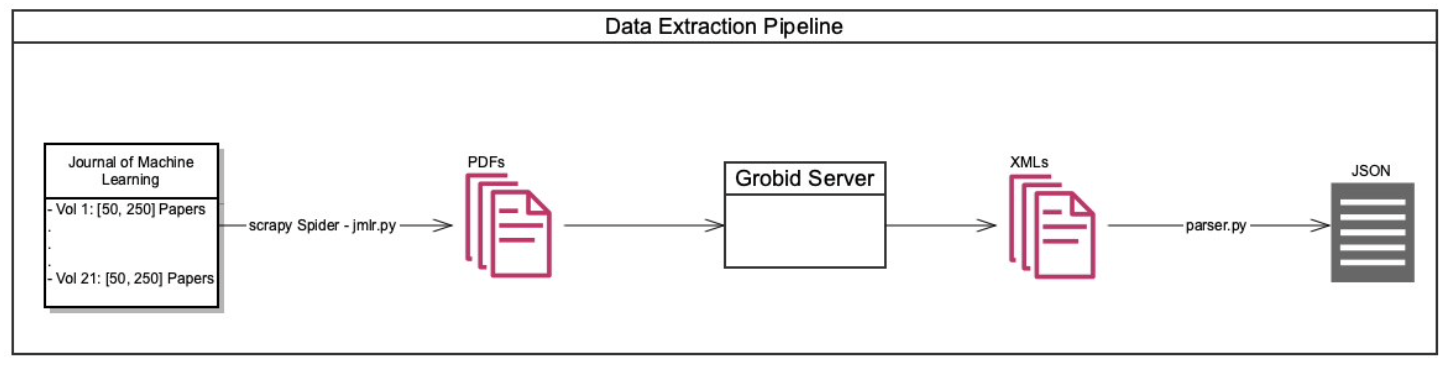 Data Extraction Pipeline
Journal of Machine
Learning
- Vol 1: [50, 250] Papers
.
.
.
- Vol 21: [50, 250] Papers
scrapy Spider - jmlr.py
PDFs
Grobid Server
XMLs
parser.py
JSON